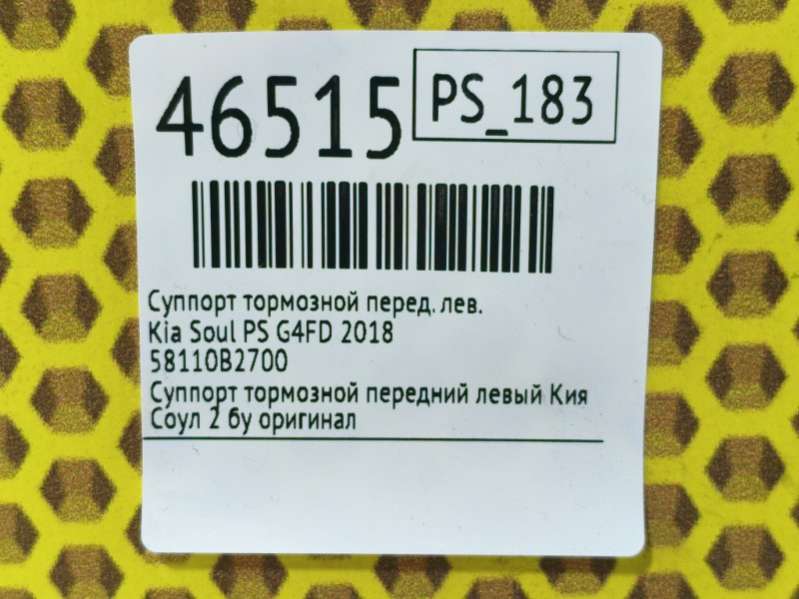 46515
PS_183
Суппорт тормозной перед. лев.
Kia Soul PS G4FD 2018
58110B2700
Суппорт тормозной передний левый Кия
Соул 2 бу оригинал